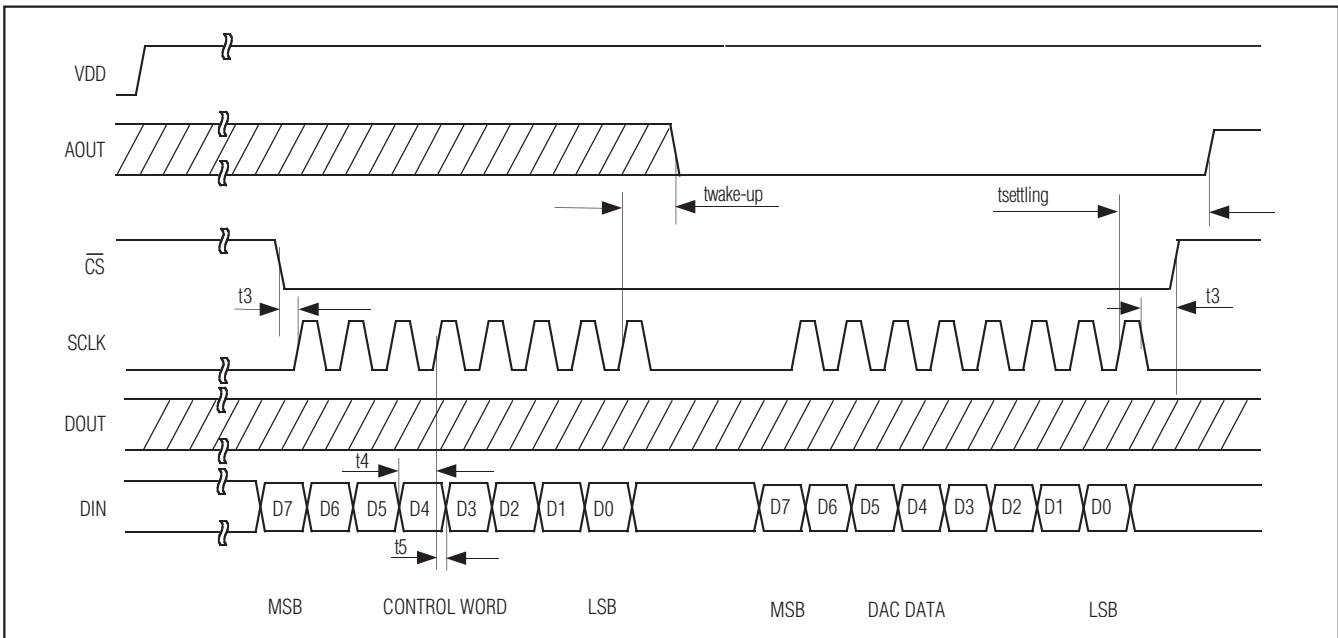 VDD
AOUT
twake-up
tsettling
CS
t3
t3
SCLK
DOUT
t4
DIN
D7 D6 D5 D4 D3 D2 D1 D0
D7 D6 D5 D4 D3 D2 D1 D0
t5
MSB CONTROL WORD LSB
MSB DAC DATA LSB